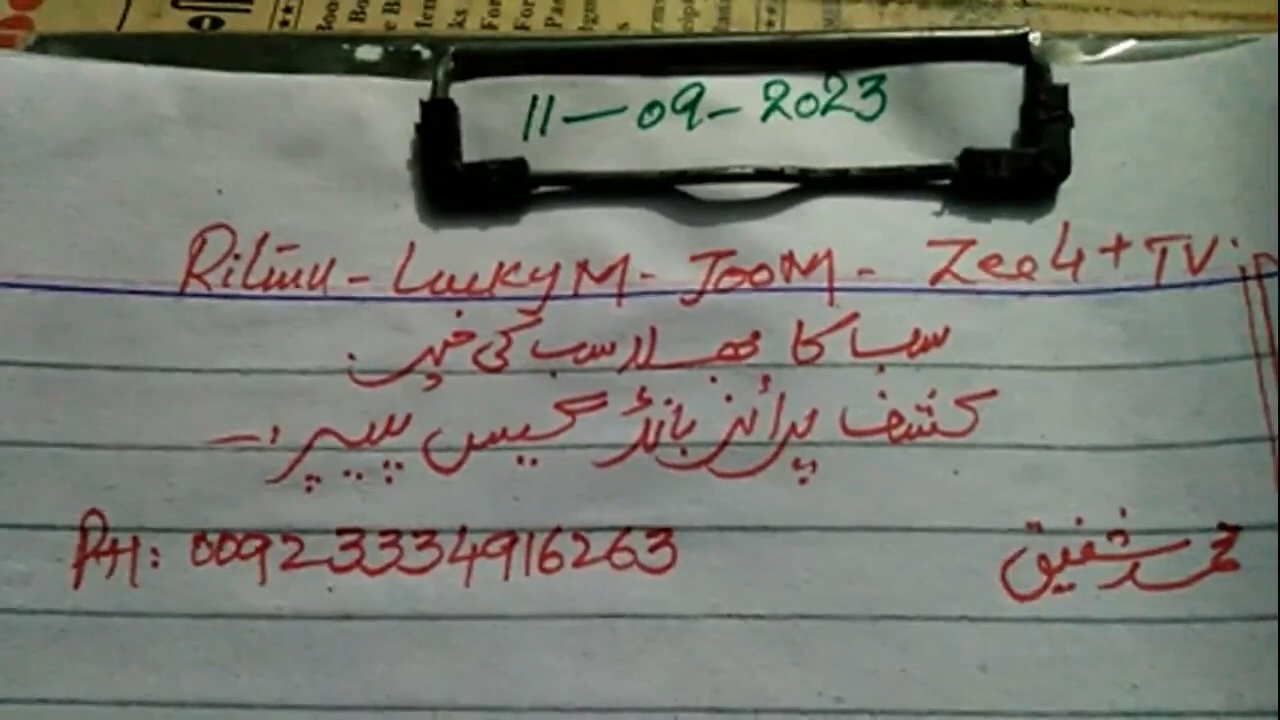 11-09-2023
Rilmu - LuckyM - JooM - Zee4 + TV
سب کا بھلا سب کی خیر
کشف پرائز بانڈ گیس پیپر
PH: 00923334916263 محمد شفیق